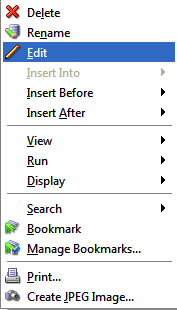 Delete
Rename
Edit
Insert Into
Insert Before
Insert After
View
Run
Display
Search
Bookmark
Manage Bookmarks...
Print...
Create JPEG Image...